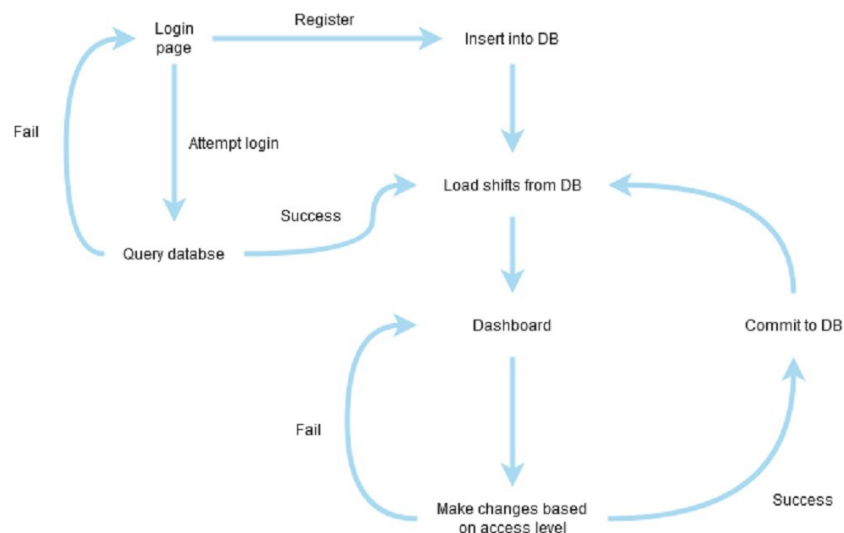 Register
Login
page
Insert into DB
Fail
Attempt login
Load shifts from DB
Success
Query databse
Dashboard
Commit to DB
Fail
Make changes based
on access level
Success